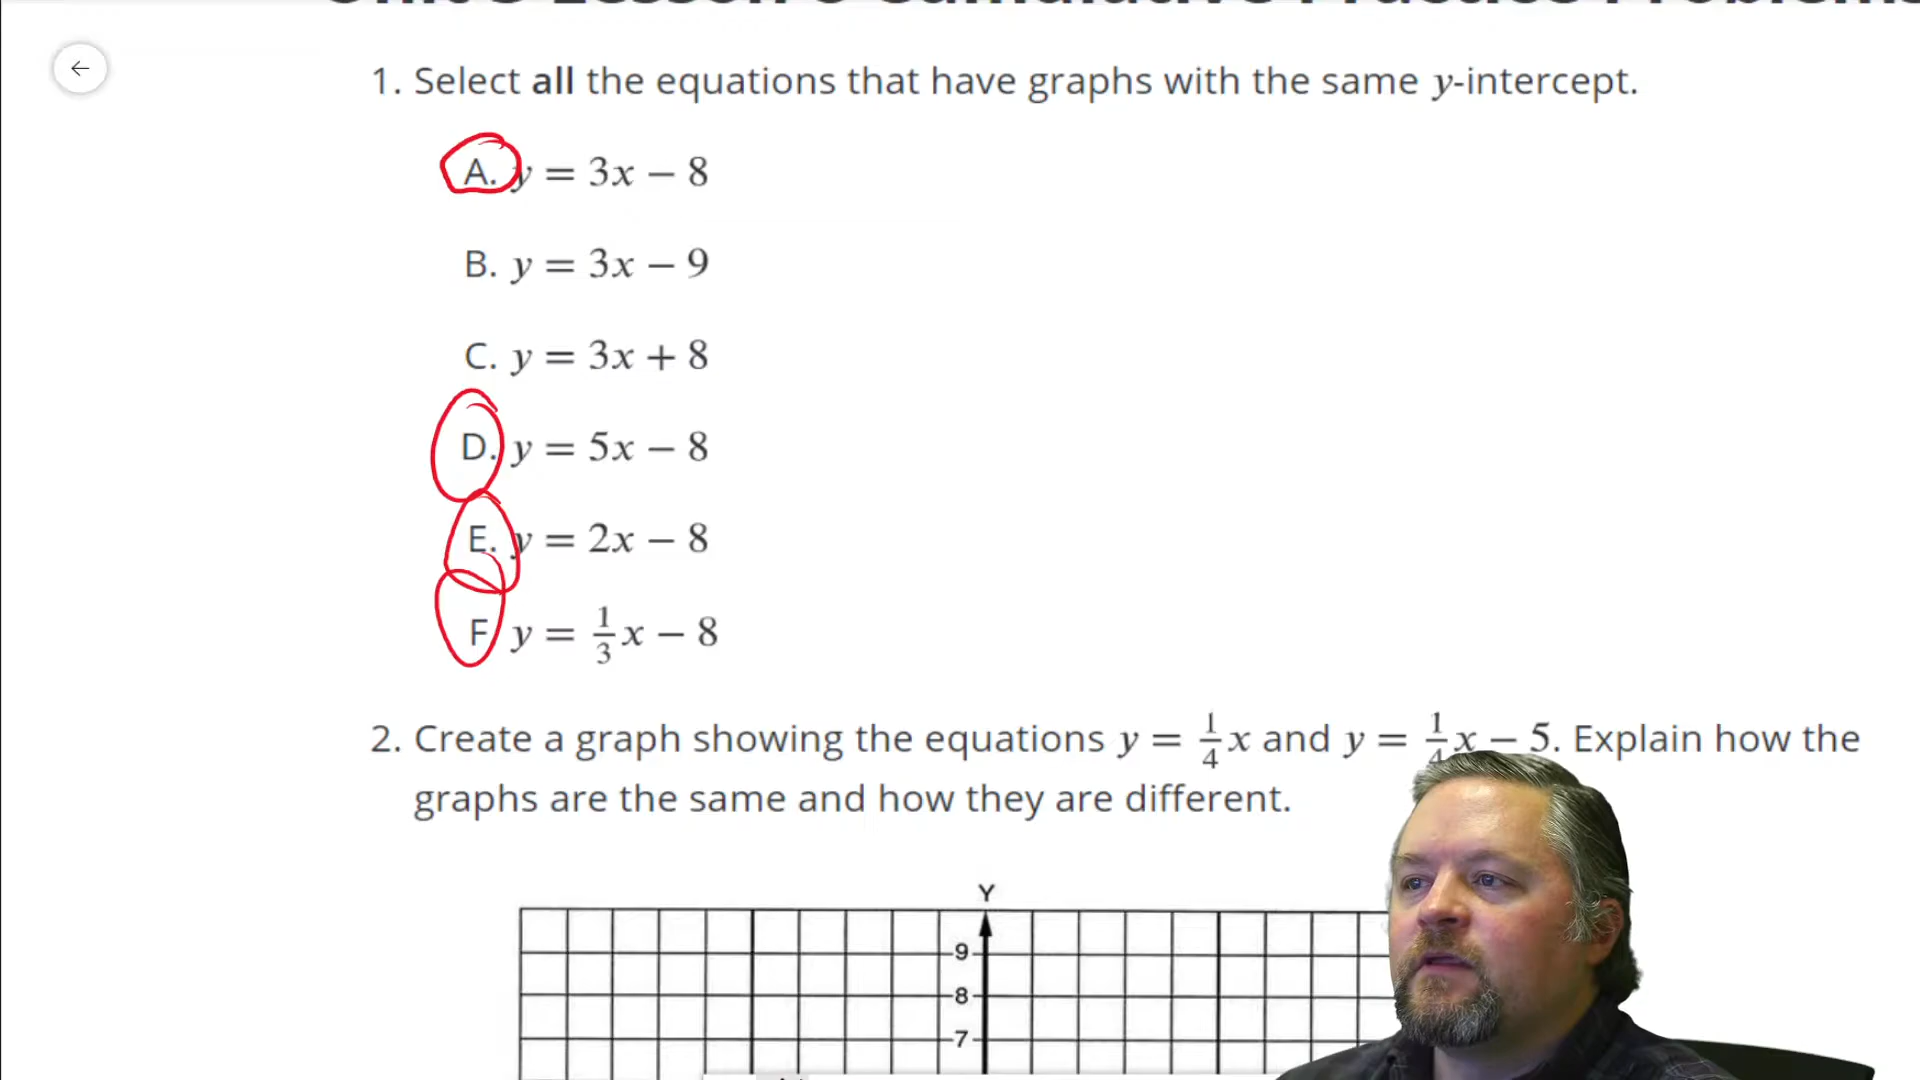 1. Select all the equations that have graphs with the same y-intercept.
A. y = 3x − 8
B. y = 3x − 9
C. y = 3x + 8
D. y = 5x − 8
E. y = 2x − 8
F y = 1/3 x − 8
2. Create a graph showing the equations y = 1/4 x and y = 1/4 x − 5. Explain how the
graphs are the same and how they are different.
Y
9
8
7